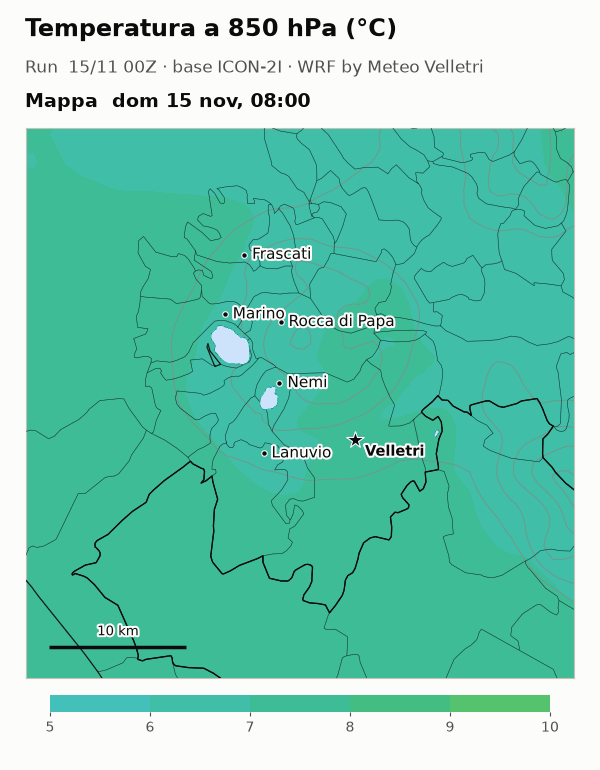 Temperatura a 850 hPa (°C)
Run 15/11 00Z · base ICON-2I · WRF by Meteo Velletri
Mappa dom 15 nov, 08:00
Frascati
Marino
Rocca di Papa
Nemi
Velletri
Lanuvio
10 km
5 6 7 8 9 10